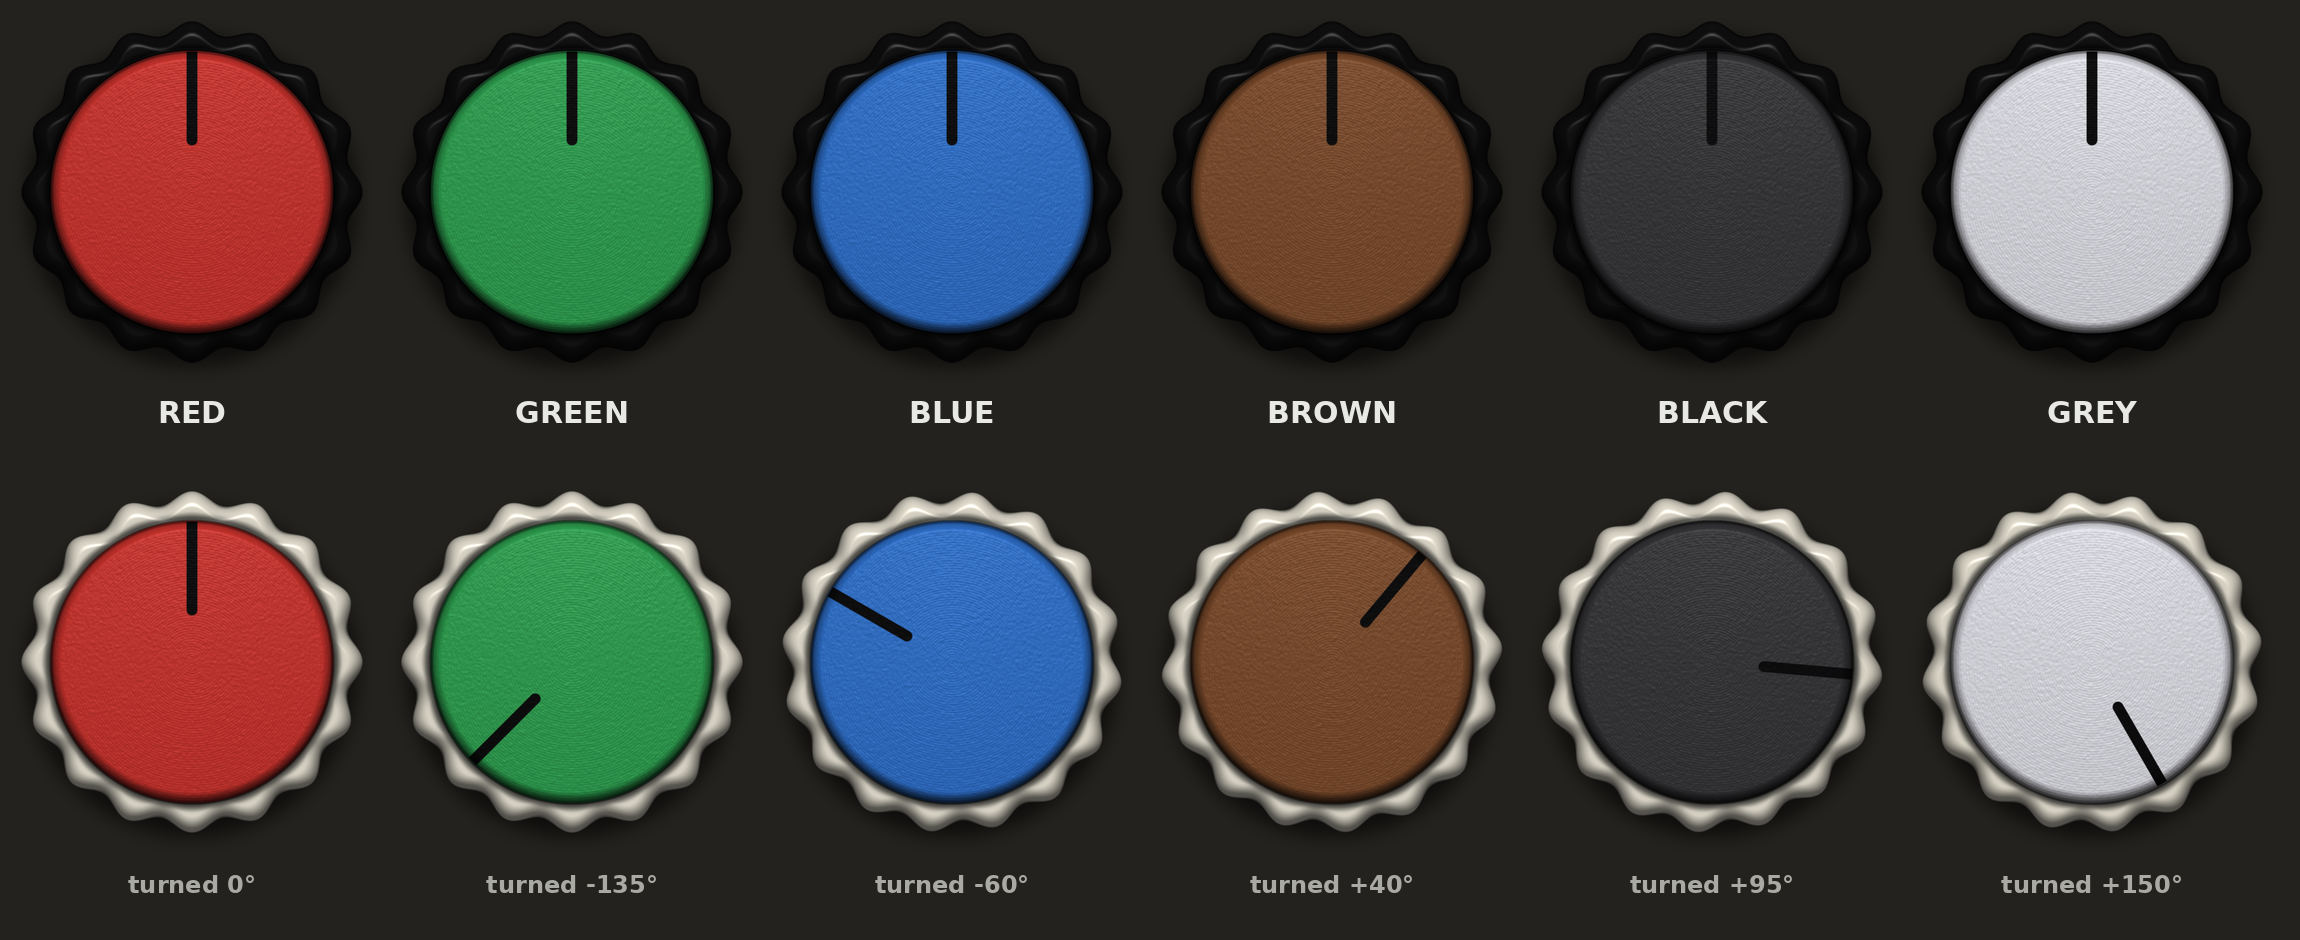 RED
GREEN
BLUE
BROWN
BLACK
GREY
turned 0°
turned -135°
turned -60°
turned +40°
turned +95°
turned +150°